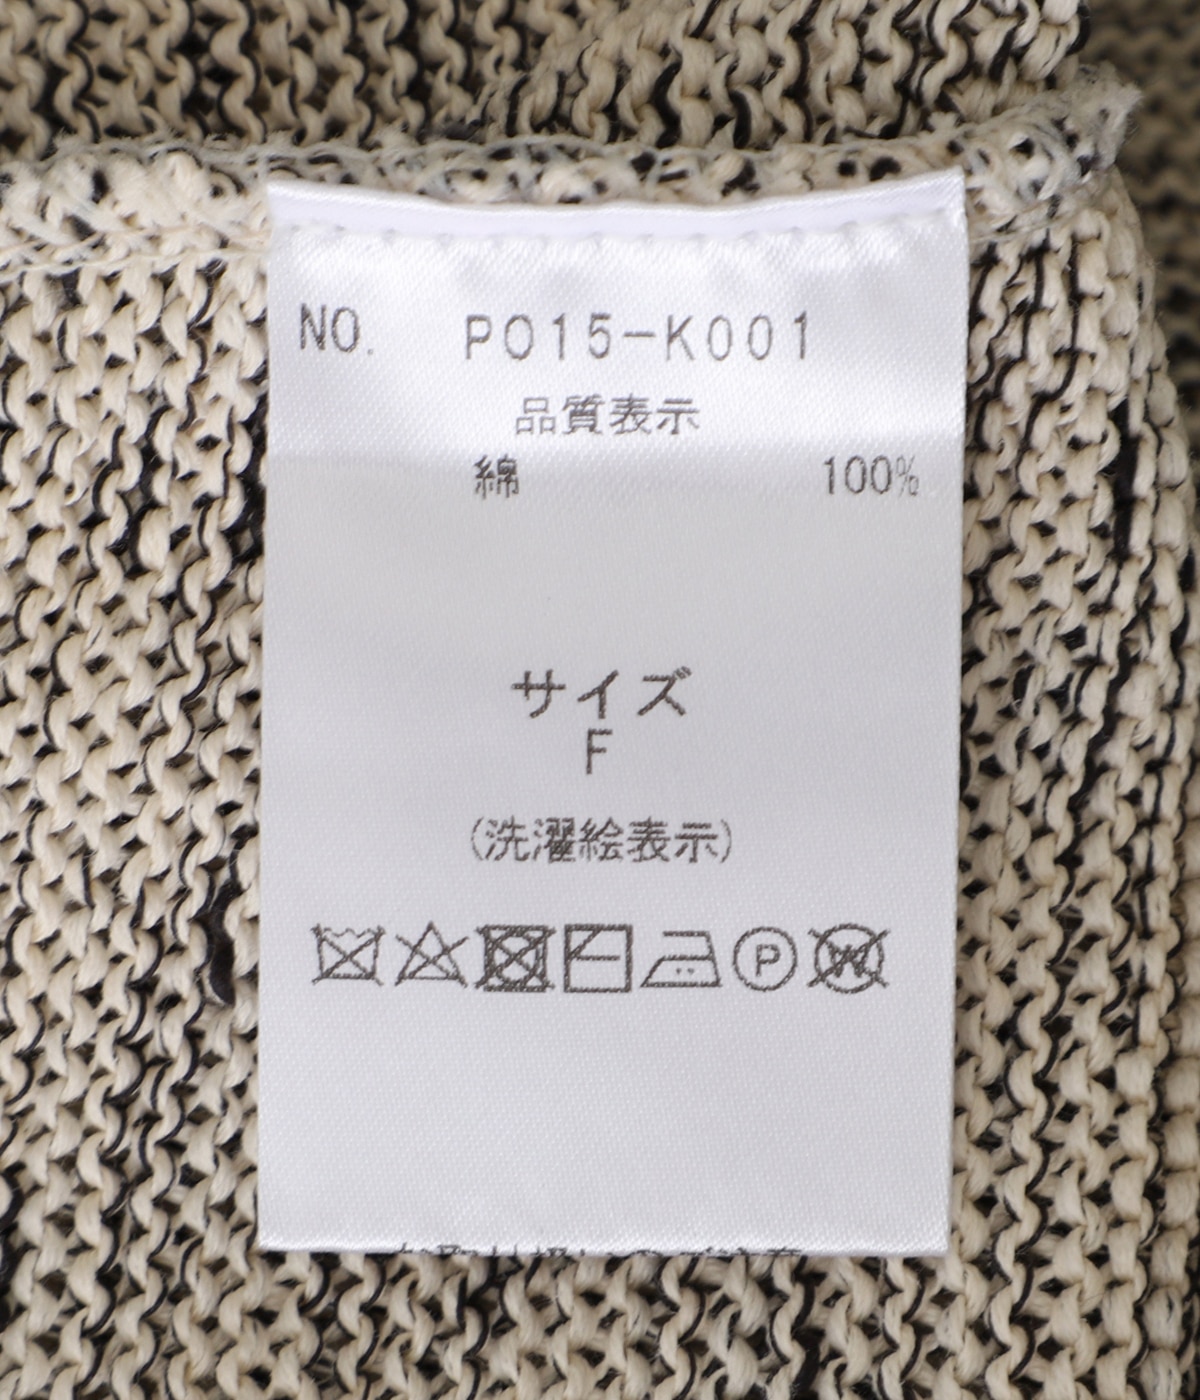 NO. PO15-K001
品質表示
綿 100%
サイズ
F
(洗濯絵表示)
P W